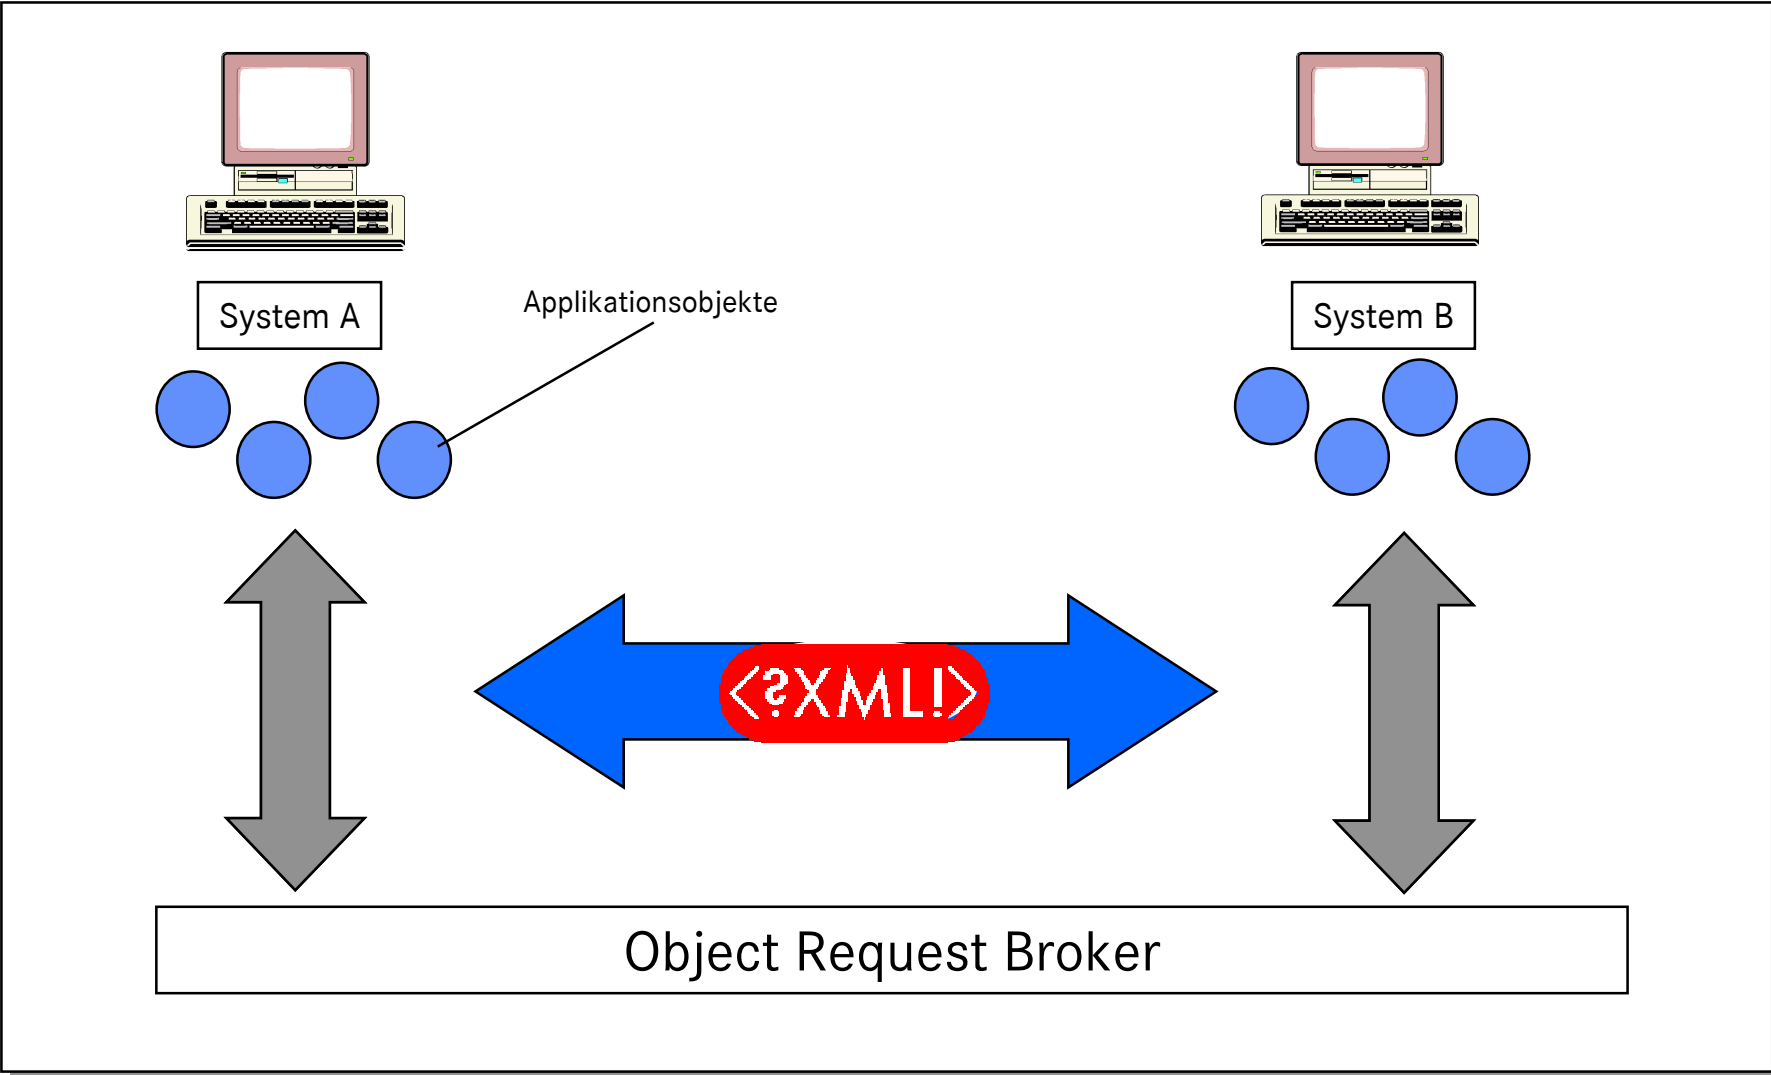 System A
Applikationsobjekte
System B
<?XML!>
Object Request Broker